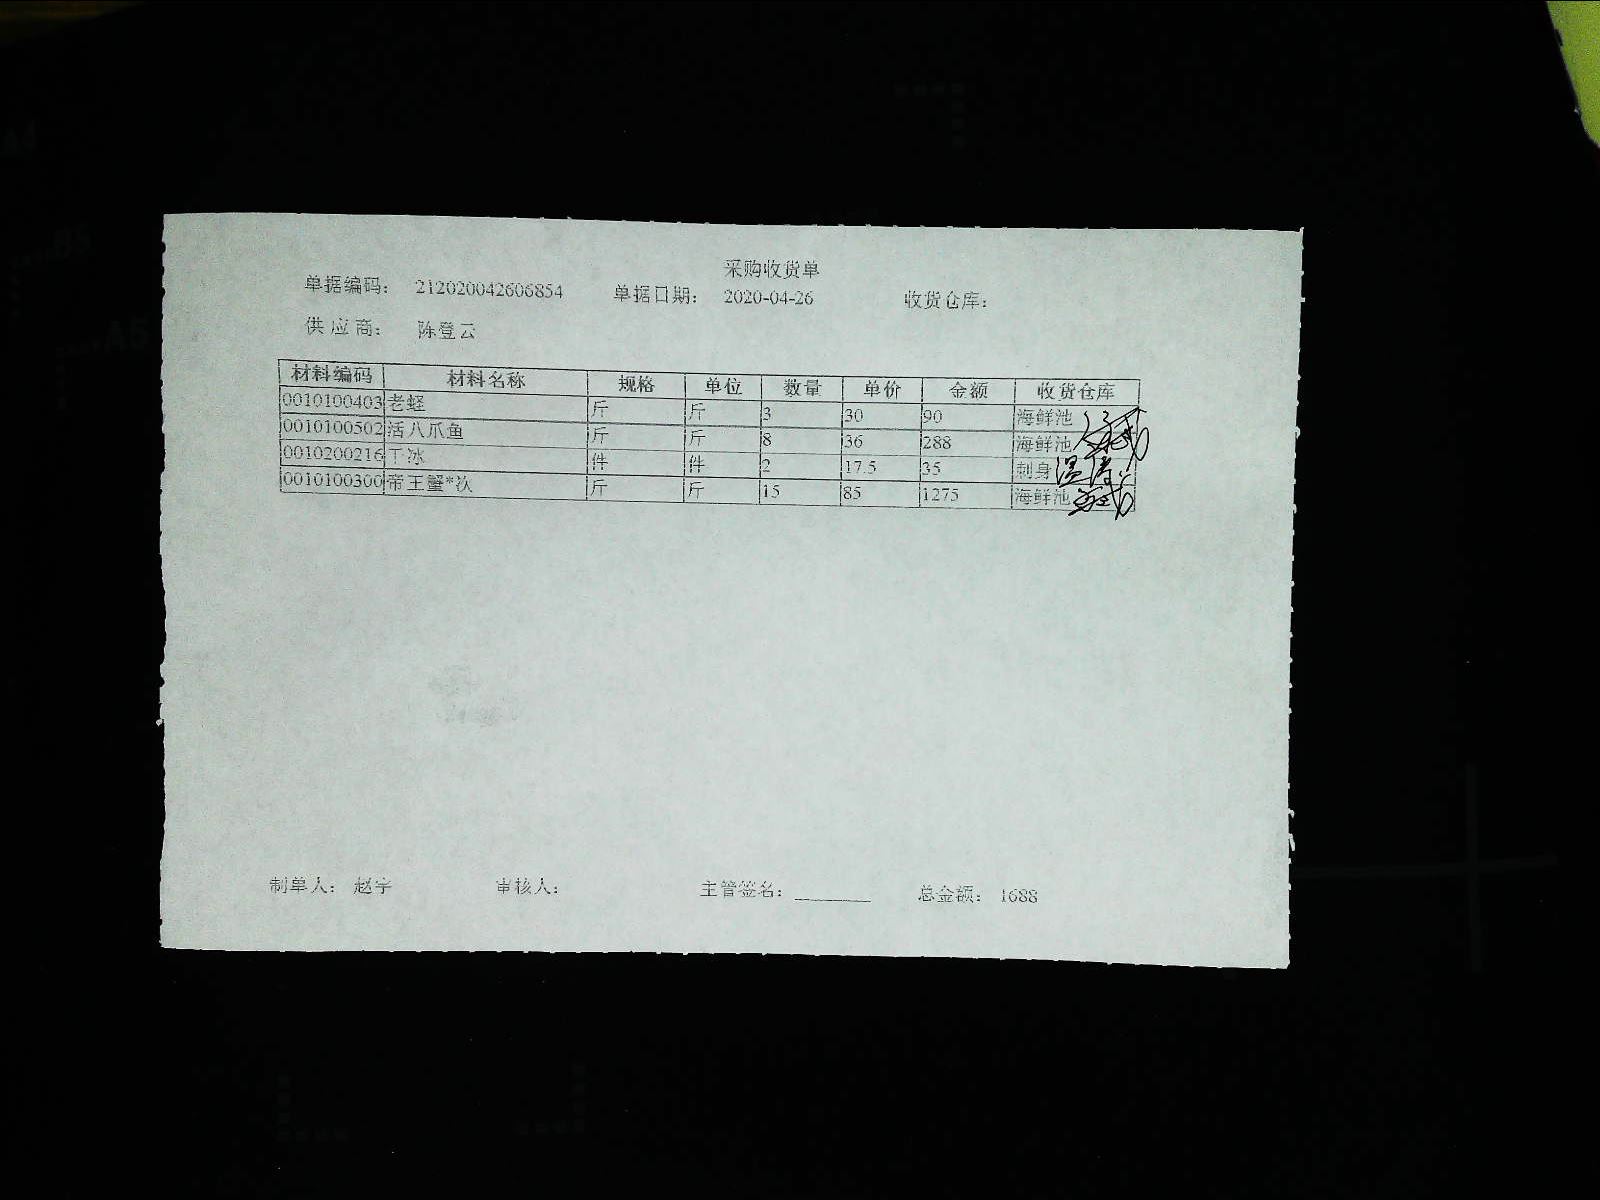 采购收货单
单据编码： 212020042606854 单据日期： 2020-04-26 收货仓库：
供 应 商： 陈登云
材料编码 材料名称 规格 单位 数量 单价 金额 收货仓库
0010100403 老蛏 斤 斤 3 30 90 海鲜池
0010100502 活八爪鱼 斤 斤 8 36 288 海鲜池
0010200216 干冰 件 件 2 17.5 35 刺身
0010100300 帝王蟹*次 斤 斤 15 85 1275 海鲜池
制单人： 赵宇 审核人： 主管签名： 总金额： 1688